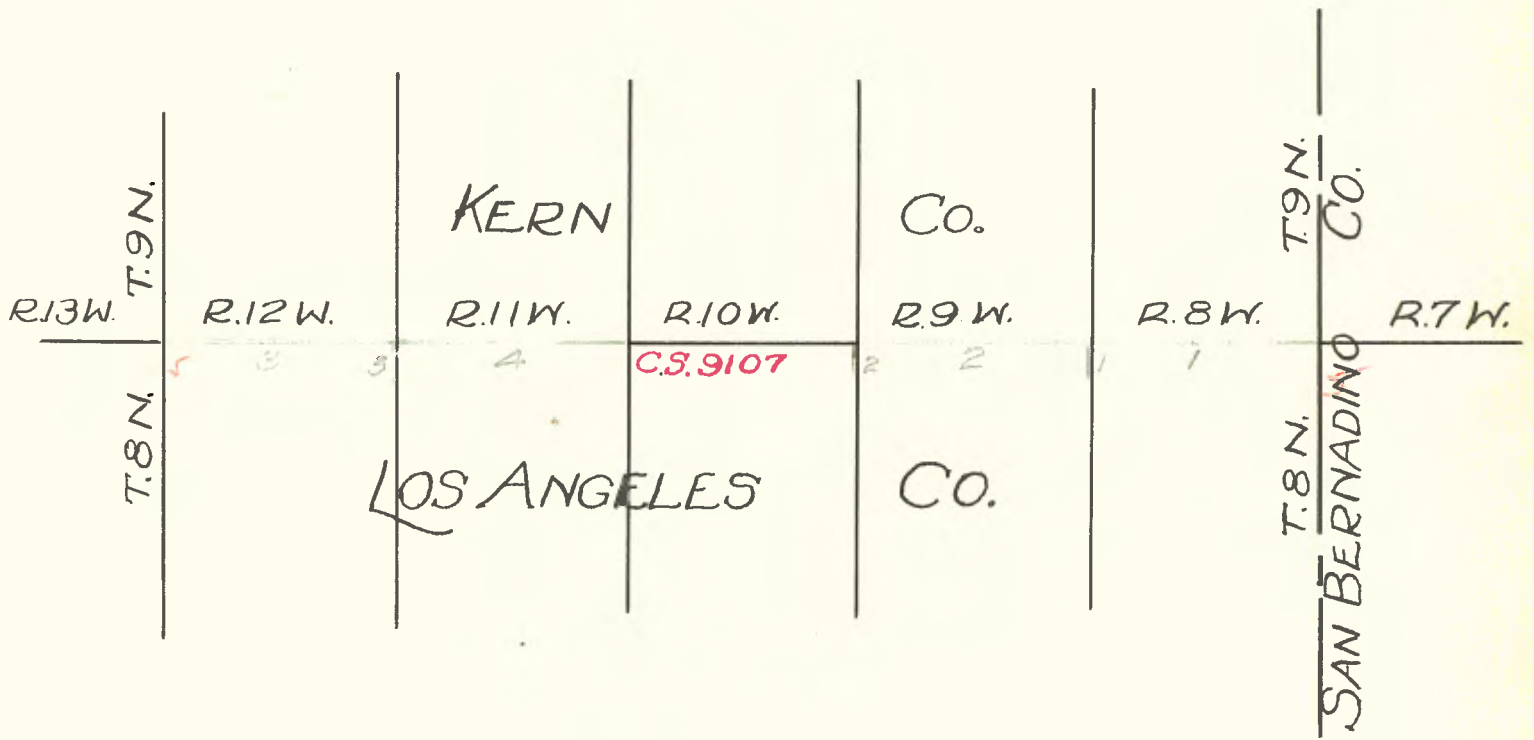 KERN CO.
T.9N. T.9N.
R.13W. R.12W. R.11W. R.10W. R.9W. R.8W. R.7W.
5 3 3 4 C.S.9107 2 2 1 1
T.8N. T.8N.
LOS ANGELES CO.
SAN BERNADINO CO.